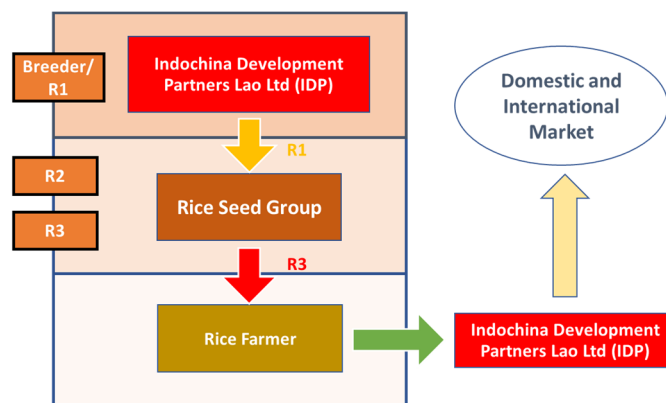 Breeder/
R1
Indochina Development
Partners Lao Ltd (IDP)
R1
R2
R3
Rice Seed Group
R3
Rice Farmer
Indochina Development
Partners Lao Ltd (IDP)
Domestic and
International
Market